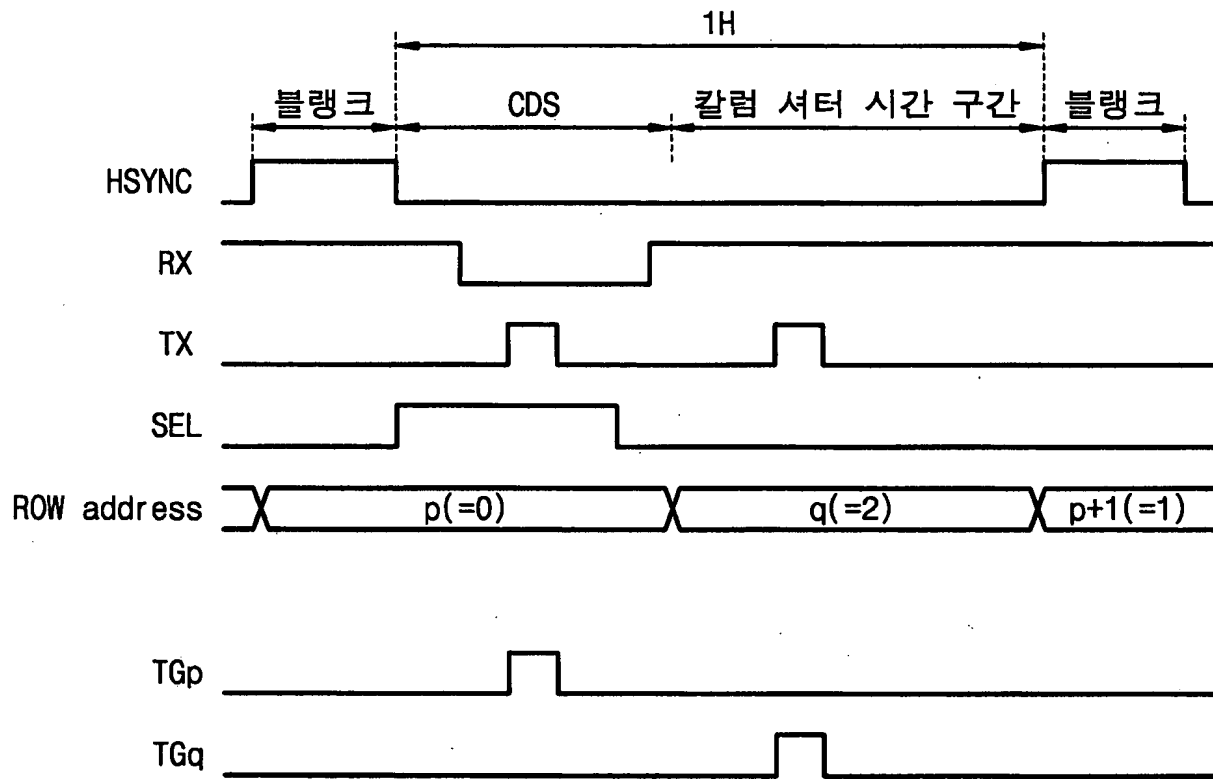 1H
블랭크 CDS 칼럼 셔터 시간 구간 블랭크
HSYNC
RX
TX
SEL
ROW address p(=0) q(=2) p+1(=1)
TGp
TGq